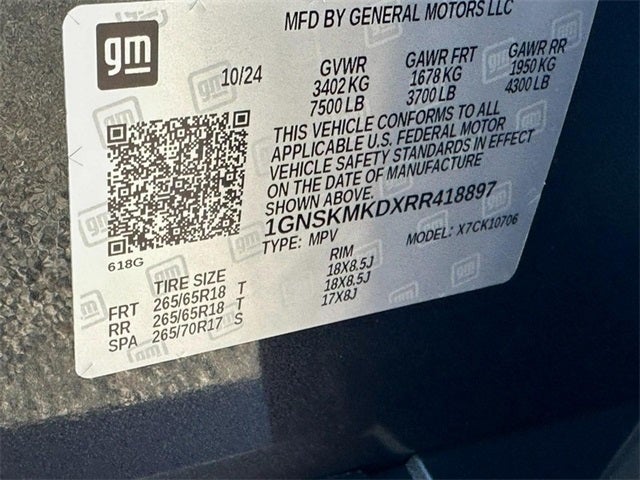 gm
MFD BY GENERAL MOTORS LLC
10/24
GVWR
3402 KG
7500 LB
GAWR FRT
1678 KG
3700 LB
GAWR RR
1950 KG
4300 LB
THIS VEHICLE CONFORMS TO ALL
APPLICABLE U.S. FEDERAL MOTOR
VEHICLE SAFETY STANDARDS IN EFFECT
ON THE DATE OF MANUFACTURE
SHOWN ABOVE.
1GNSKMKDXRR418897
TYPE: MPV
MODEL: X7CK10706
618G
TIRE SIZE
RIM
FRT 265/65R18 T 18X8.5J
RR 265/65R18 T 18X8.5J
SPA 265/70R17 S 17X8J